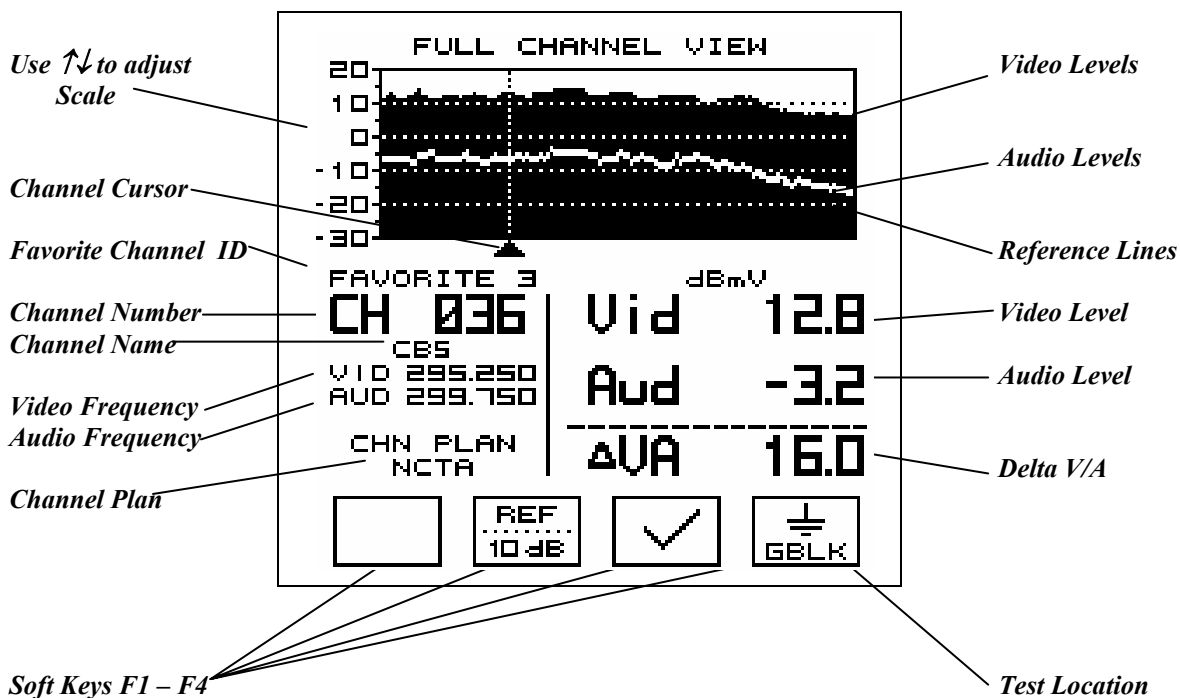 FULL CHANNEL VIEW
Use ↑↓ to adjust
Scale
Channel Cursor
Favorite Channel ID
Channel Number
Channel Name
Video Frequency
Audio Frequency
Channel Plan
20
10
0
-10
-20
-30
FAVORITE 3
CH 036
CBS
VID 295.250
AUD 299.750
CHN PLAN
NCTA
dBmV
Vid 12.8
Aud -3.2
ΔVA 16.0
REF
10 dB
GBLK
Video Levels
Audio Levels
Reference Lines
Video Level
Audio Level
Delta V/A
Soft Keys F1 – F4
Test Location